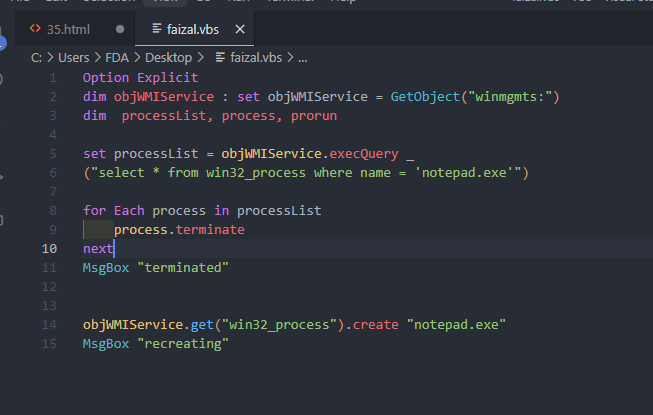 35.html
faizal.vbs
C: > Users > FDA > Desktop > faizal.vbs > ...
1 Option Explicit
2 dim objWMIService : set objWMIService = GetObject("winmgmts:")
3 dim  processList, process, prorun
4
5 set processList = objWMIService.execQuery _
6 ("select * from win32_process where name = 'notepad.exe'")
7
8 for Each process in processList
9     process.terminate
10 next
11 MsgBox "terminated"
12
13
14 objWMIService.get("win32_process").create "notepad.exe"
15 MsgBox "recreating"